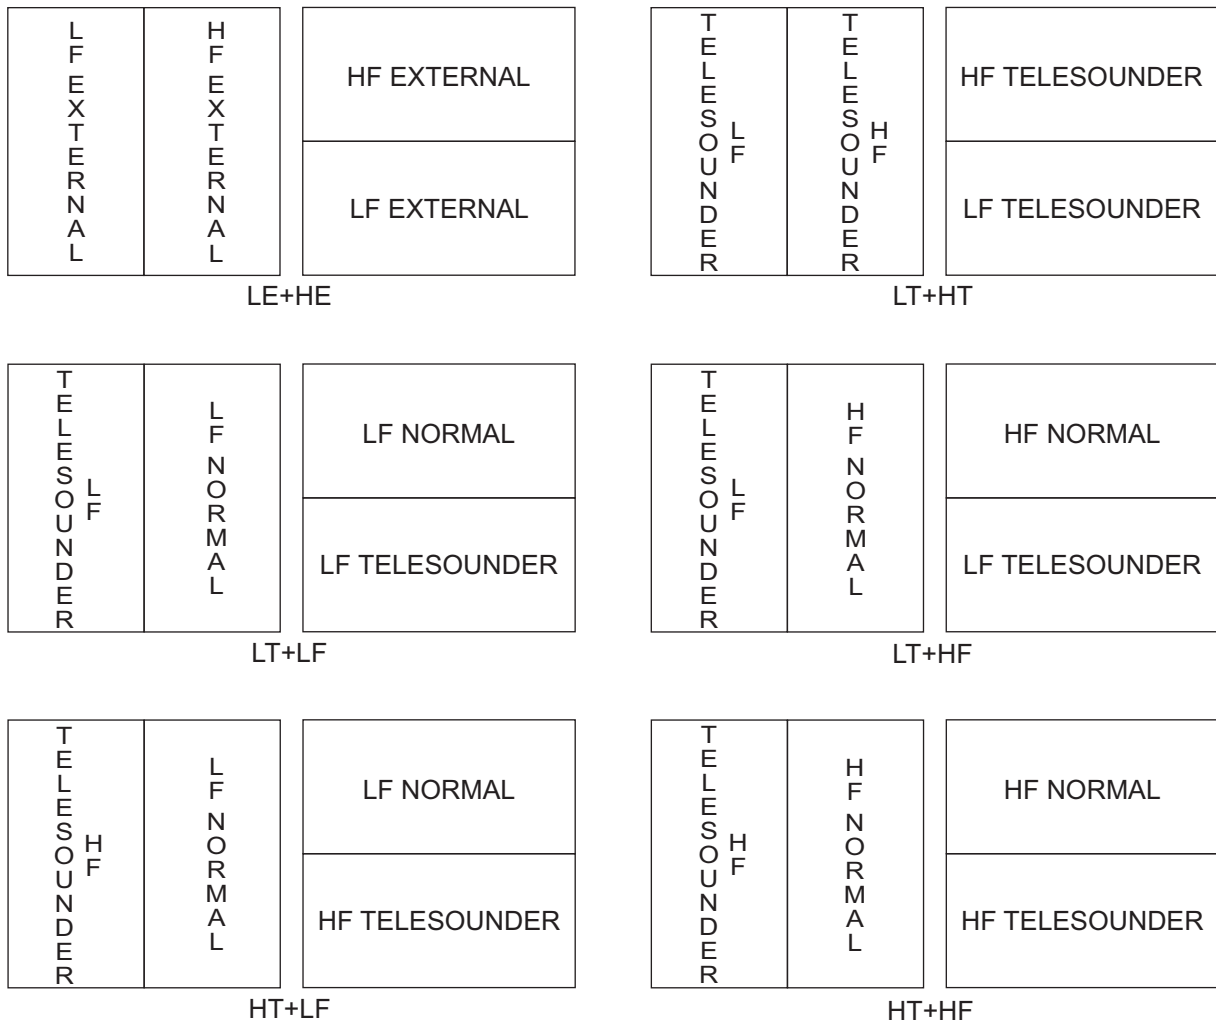 LF EXTERNAL
HF EXTERNAL
HF EXTERNAL
LF EXTERNAL
LE+HE
TELESOUNDER
LF
TELESOUNDER
HF
HF TELESOUNDER
LF TELESOUNDER
LT+HT
TELESOUNDER
LF
LF NORMAL
LF NORMAL
LF TELESOUNDER
LT+LF
TELESOUNDER
LF
HF NORMAL
HF NORMAL
LF TELESOUNDER
LT+HF
TELESOUNDER
HF
LF NORMAL
LF NORMAL
HF TELESOUNDER
HT+LF
TELESOUNDER
HF
HF NORMAL
HF NORMAL
HF TELESOUNDER
HT+HF